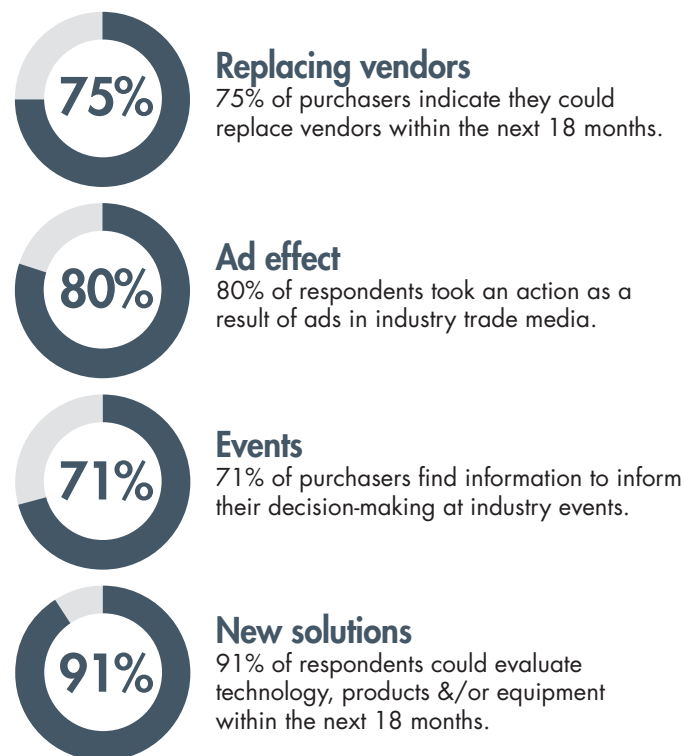 75%
Replacing vendors
75% of purchasers indicate they could
replace vendors within the next 18 months.
80%
Ad effect
80% of respondents took an action as a
result of ads in industry trade media.
71%
Events
71% of purchasers find information to inform
their decision-making at industry events.
91%
New solutions
91% of respondents could evaluate
technology, products &/or equipment
within the next 18 months.